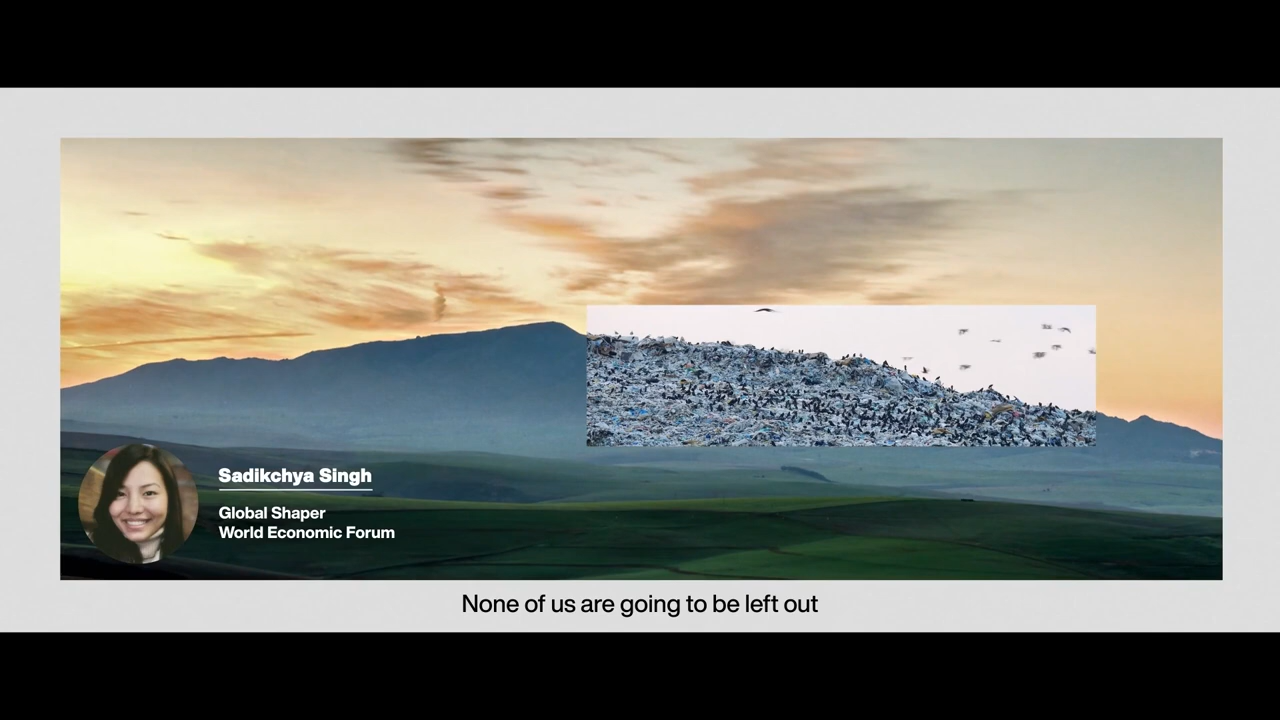 Sadikchya Singh
Global Shaper
World Economic Forum
None of us are going to be left out